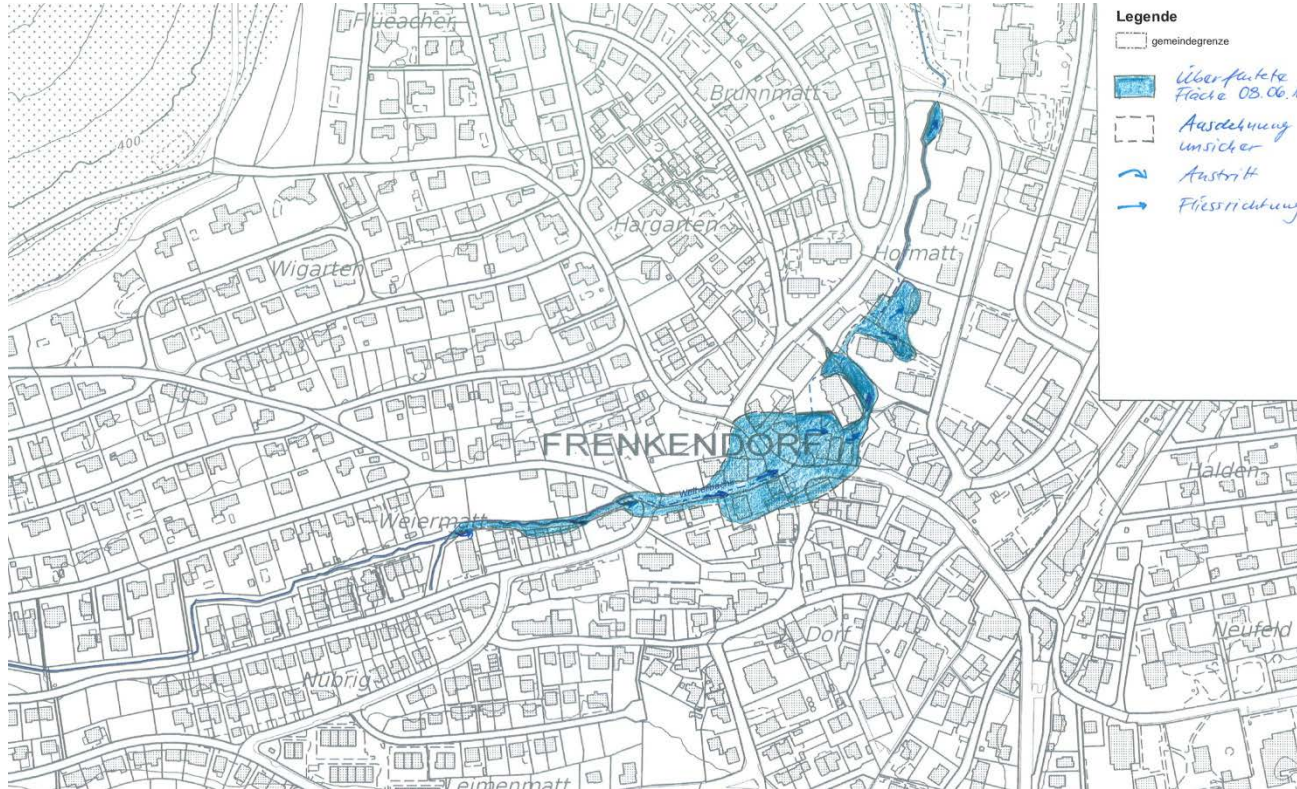 Legende
gemeindegrenze
Überflutete
Fläche 08.06.
Ausdehnung
unsicher
Austritt
Fliessrichtung
Flüeacher
Brunnmatt
400
Hargarten
Hofmatt
Wigarten
FRENKENDORF
Halden
Weiermatt
Dorf
Neufeld
Nübrig
Leimenmatt